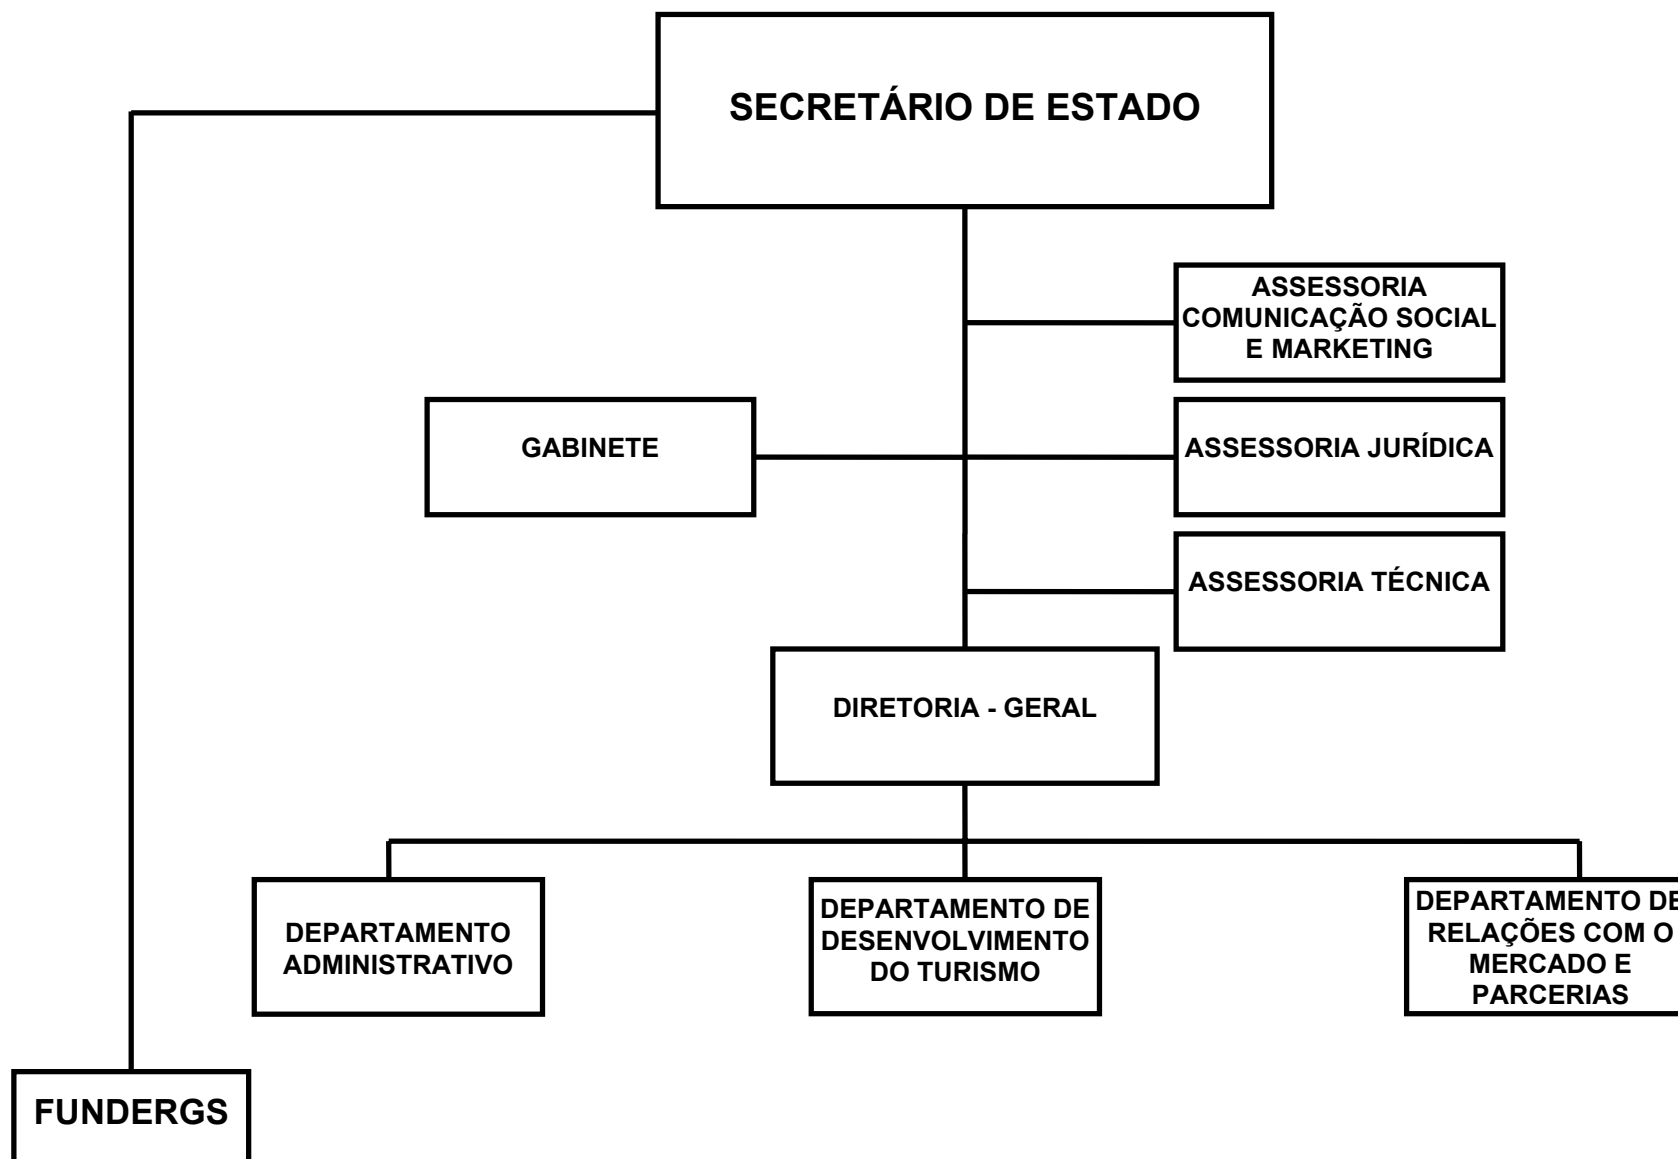 SECRETÁRIO DE ESTADO
ASSESSORIA
COMUNICAÇÃO SOCIAL
E MARKETING
GABINETE
ASSESSORIA JURÍDICA
ASSESSORIA TÉCNICA
DIRETORIA - GERAL
DEPARTAMENTO
ADMINISTRATIVO
DEPARTAMENTO DE
DESENVOLVIMENTO
DO TURISMO
DEPARTAMENTO DE
RELAÇÕES COM O
MERCADO E
PARCERIAS
FUNDERGS